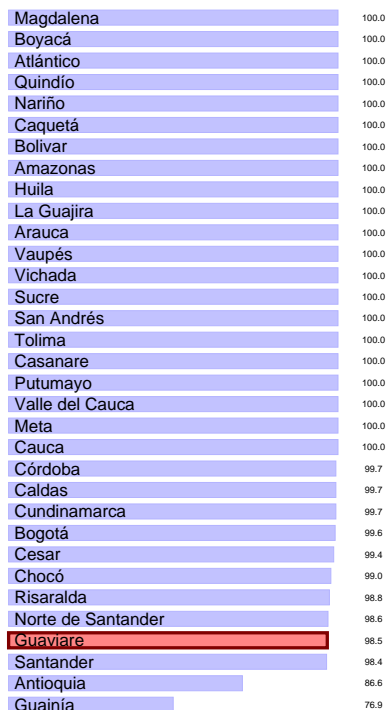 Magdalena 100.0
Boyacá 100.0
Atlántico 100.0
Quindío 100.0
Nariño 100.0
Caquetá 100.0
Bolivar 100.0
Amazonas 100.0
Huila 100.0
La Guajira 100.0
Arauca 100.0
Vaupés 100.0
Vichada 100.0
Sucre 100.0
San Andrés 100.0
Tolima 100.0
Casanare 100.0
Putumayo 100.0
Valle del Cauca 100.0
Meta 100.0
Cauca 100.0
Córdoba 99.7
Caldas 99.7
Cundinamarca 99.7
Bogotá 99.6
Cesar 99.4
Chocó 99.0
Risaralda 98.8
Norte de Santander 98.6
Guaviare 98.5
Santander 98.4
Antioquia 86.6
Guainía 76.9